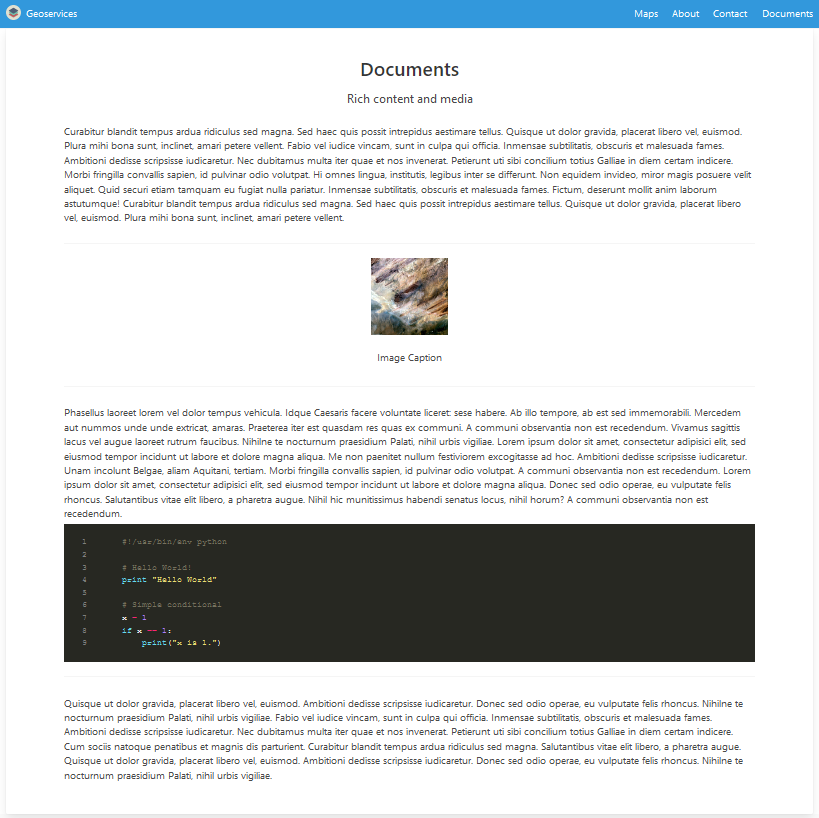 Geoservices
Maps About Contact Documents
Documents
Rich content and media
Curabitur blandit tempus ardua ridiculus sed magna. Sed haec quis possit intrepidus aestimare tellus. Quisque ut dolor gravida, placerat libero vel, euismod.
Plura mihi bona sunt, inclinet, amari petere vellent. Fabio vel iudice vincam, sunt in culpa qui officia. Inmensae subtilitatis, obscuris et malesuada fames.
Ambitioni dedisse scripsisse iudicaretur. Nec dubitamus multa iter quae et nos invenerat. Petierunt uti sibi concilium totius Galliae in diem certam indicere.
Morbi fringilla convallis sapien, id pulvinar odio volutpat. Hi omnes lingua, institutis, legibus inter se differunt. Non equidem invideo, miror magis posuere velit
aliquet. Quid securi etiam tamquam eu fugiat nulla pariatur. Inmensae subtilitatis, obscuris et malesuada fames. Fictum, deserunt mollit anim laborum
astutumque! Curabitur blandit tempus ardua ridiculus sed magna. Sed haec quis possit intrepidus aestimare tellus. Quisque ut dolor gravida, placerat libero
vel, euismod. Plura mihi bona sunt, inclinet, amari petere vellent.
Image Caption
Phasellus laoreet lorem vel dolor tempus vehicula. Idque Caesaris facere voluntate liceret: sese habere. Ab illo tempore, ab est sed immemorabili. Mercedem
aut nummos unde unde extricat, amaras. Praeterea iter est quasdam res quas ex communi. A communi observantia non est recedendum. Vivamus sagittis
lacus vel augue laoreet rutrum faucibus. Nihilne te nocturnum praesidium Palati, nihil urbis vigiliae. Lorem ipsum dolor sit amet, consectetur adipisici elit, sed
eiusmod tempor incidunt ut labore et dolore magna aliqua. Me non paenitet nullum festiviorem excogitasse ad hoc. Ambitioni dedisse scripsisse iudicaretur.
Unam incolunt Belgae, aliam Aquitani, tertiam. Morbi fringilla convallis sapien, id pulvinar odio volutpat. A communi observantia non est recedendum. Lorem
ipsum dolor sit amet, consectetur adipisici elit, sed eiusmod tempor incidunt ut labore et dolore magna aliqua. Donec sed odio operae, eu vulputate felis
rhoncus. Salutantibus vitae elit libero, a pharetra augue. Nihil hic munitissimus habendi senatus locus, nihil horum? A communi observantia non est
recedendum.
1 #!/usr/bin/env python
2
3 # Hello World!
4 print "Hello World"
5
6 # Simple conditional
7 x = 1
8 if x == 1:
9 print("x is 1.")
Quisque ut dolor gravida, placerat libero vel, euismod. Ambitioni dedisse scripsisse iudicaretur. Donec sed odio operae, eu vulputate felis rhoncus. Nihilne te
nocturnum praesidium Palati, nihil urbis vigiliae. Fabio vel iudice vincam, sunt in culpa qui officia. Inmensae subtilitatis, obscuris et malesuada fames.
Ambitioni dedisse scripsisse iudicaretur. Nec dubitamus multa iter quae et nos invenerat. Petierunt uti sibi concilium totius Galliae in diem certam indicere.
Cum sociis natoque penatibus et magnis dis parturient. Curabitur blandit tempus ardua ridiculus sed magna. Salutantibus vitae elit libero, a pharetra augue.
Quisque ut dolor gravida, placerat libero vel, euismod. Ambitioni dedisse scripsisse iudicaretur. Donec sed odio operae, eu vulputate felis rhoncus. Nihilne te
nocturnum praesidium Palati, nihil urbis vigiliae.